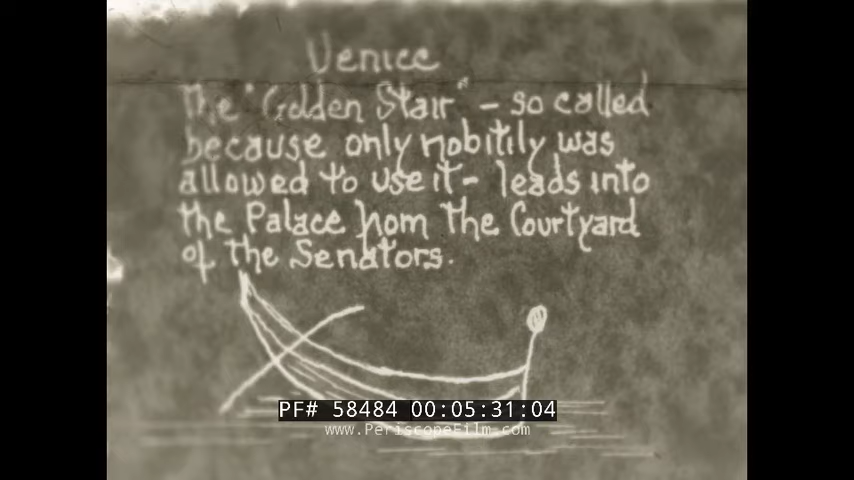 Venice
The "Golden Stair" - so called
because only nobitily was
allowed to use it - leads into
the Palace from the Courtyard
of the Senators.
PF# 58484 00:05:31:04
www.PeriscopeFilm.com